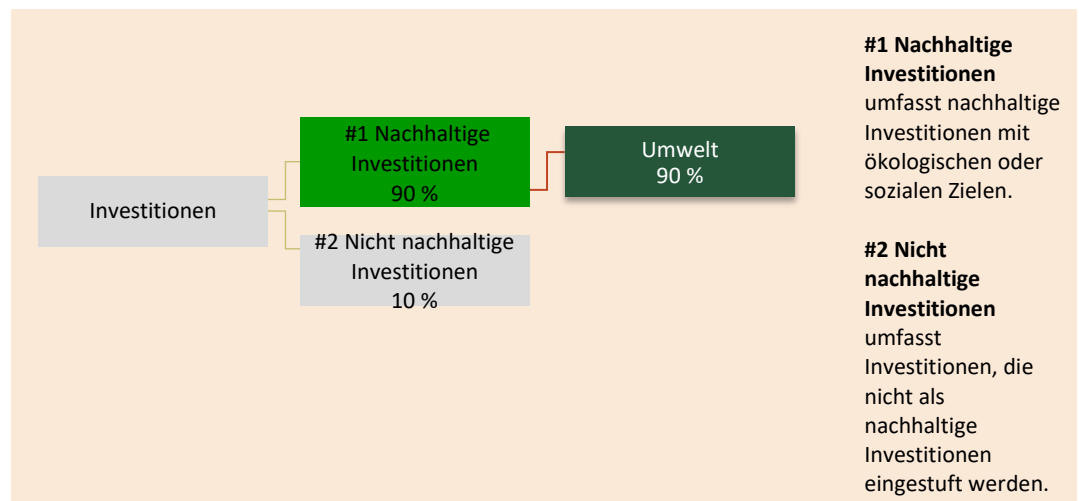 Investitionen
#1 Nachhaltige
Investitionen
90 %
#2 Nicht nachhaltige
Investitionen
10 %
Umwelt
90 %
#1 Nachhaltige
Investitionen
umfasst nachhaltige
Investitionen mit
ökologischen oder
sozialen Zielen.
#2 Nicht
nachhaltige
Investitionen
umfasst
Investitionen, die
nicht als
nachhaltige
Investitionen
eingestuft werden.